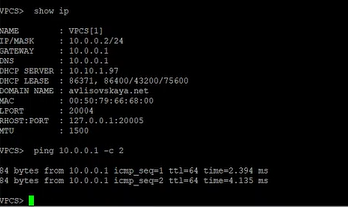 VPCS> show ip
NAME : VPCS[1]
IP/MASK : 10.0.0.2/24
GATEWAY : 10.0.0.1
DNS : 10.0.0.1
DHCP SERVER : 10.10.1.97
DHCP LEASE : 86371, 86400/43200/75600
DOMAIN NAME : avlisovskaya.net
MAC : 00:50:79:66:68:00
LPORT : 20004
RHOST:PORT : 127.0.0.1:20005
MTU : 1500
VPCS> ping 10.0.0.1 -c 2
84 bytes from 10.0.0.1 icmp_seq=1 ttl=64 time=2.394 ms
84 bytes from 10.0.0.1 icmp_seq=2 ttl=64 time=4.135 ms
VPCS>